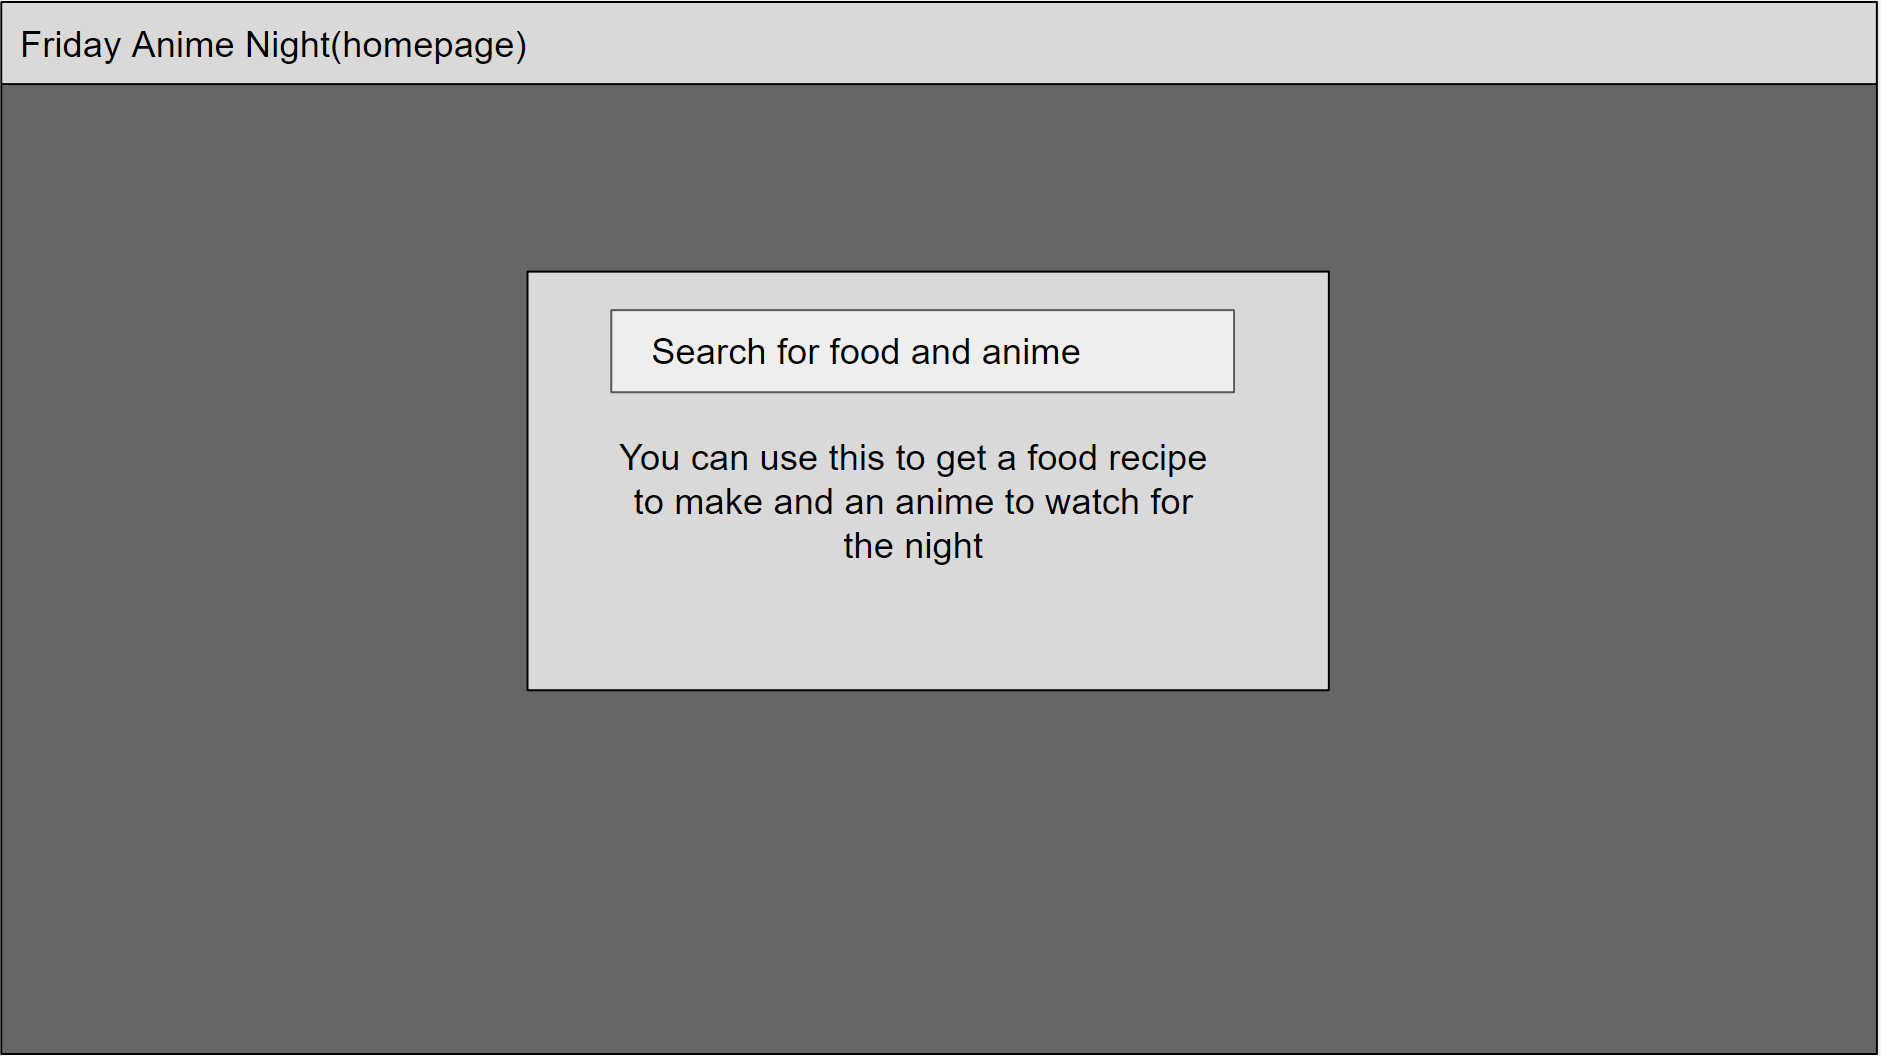 Friday Anime Night(homepage)
Search for food and anime
You can use this to get a food recipe
to make and an anime to watch for
the night